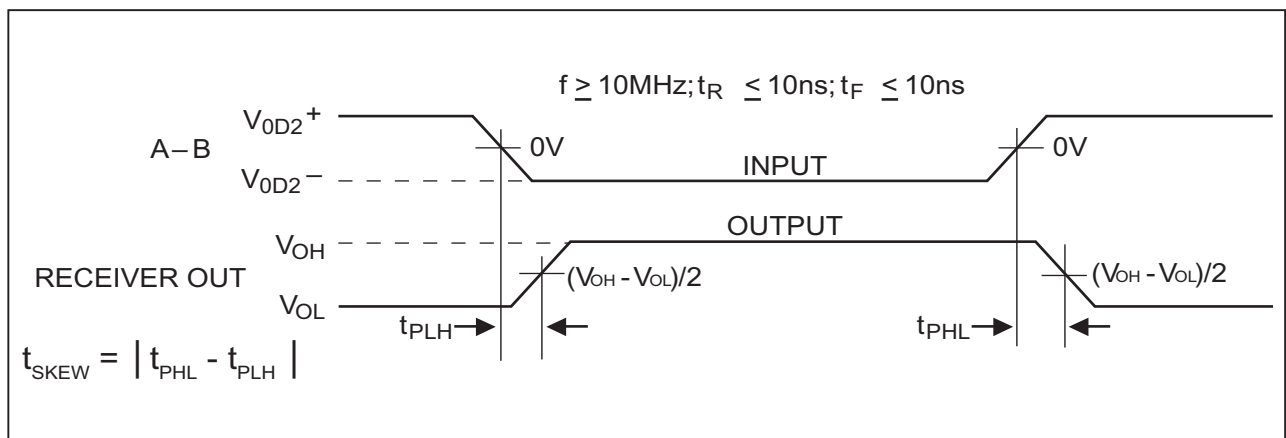 f ≥ 10MHz; tR ≤ 10ns; tF ≤ 10ns
V0D2+
A–B
0V
0V
V0D2–
INPUT
OUTPUT
VOH
RECEIVER OUT
(VOH - VOL)/2
(VOH - VOL)/2
VOL
tPLH
tPHL
tSKEW = | tPHL - tPLH |